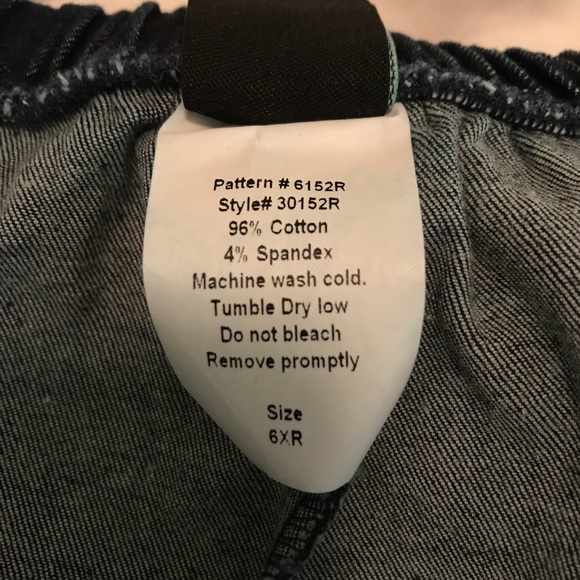 Pattern # 6152R
Style# 30152R
96% Cotton
4% Spandex
Machine wash cold.
Tumble Dry low
Do not bleach
Remove promptly
Size
6XR